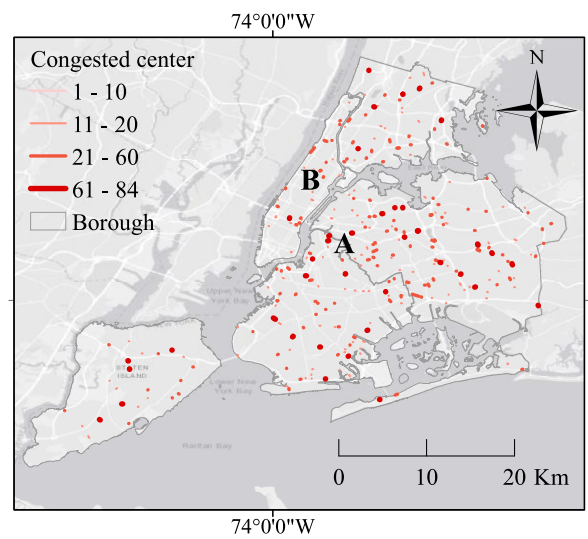 74°0'0"W
Congested center
1 - 10
11 - 20
21 - 60
61 - 84
Borough
N
B
A
Upper New
York Bay
STATEN
ISLAND
Lower New
York Bay
Raritan Bay
0 10 20 Km
74°0'0"W